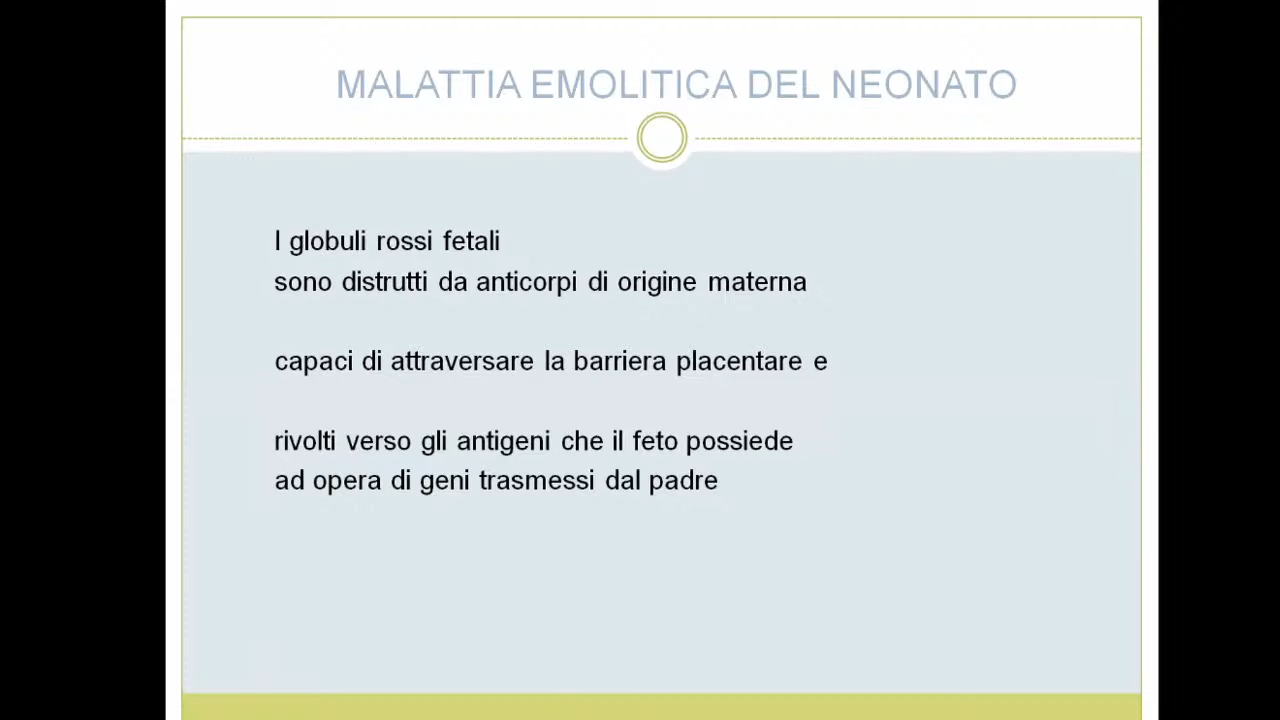 MALATTIA EMOLITICA DEL NEONATO
I globuli rossi fetali
sono distrutti da anticorpi di origine materna
capaci di attraversare la barriera placentare e
rivolti verso gli antigeni che il feto possiede
ad opera di geni trasmessi dal padre